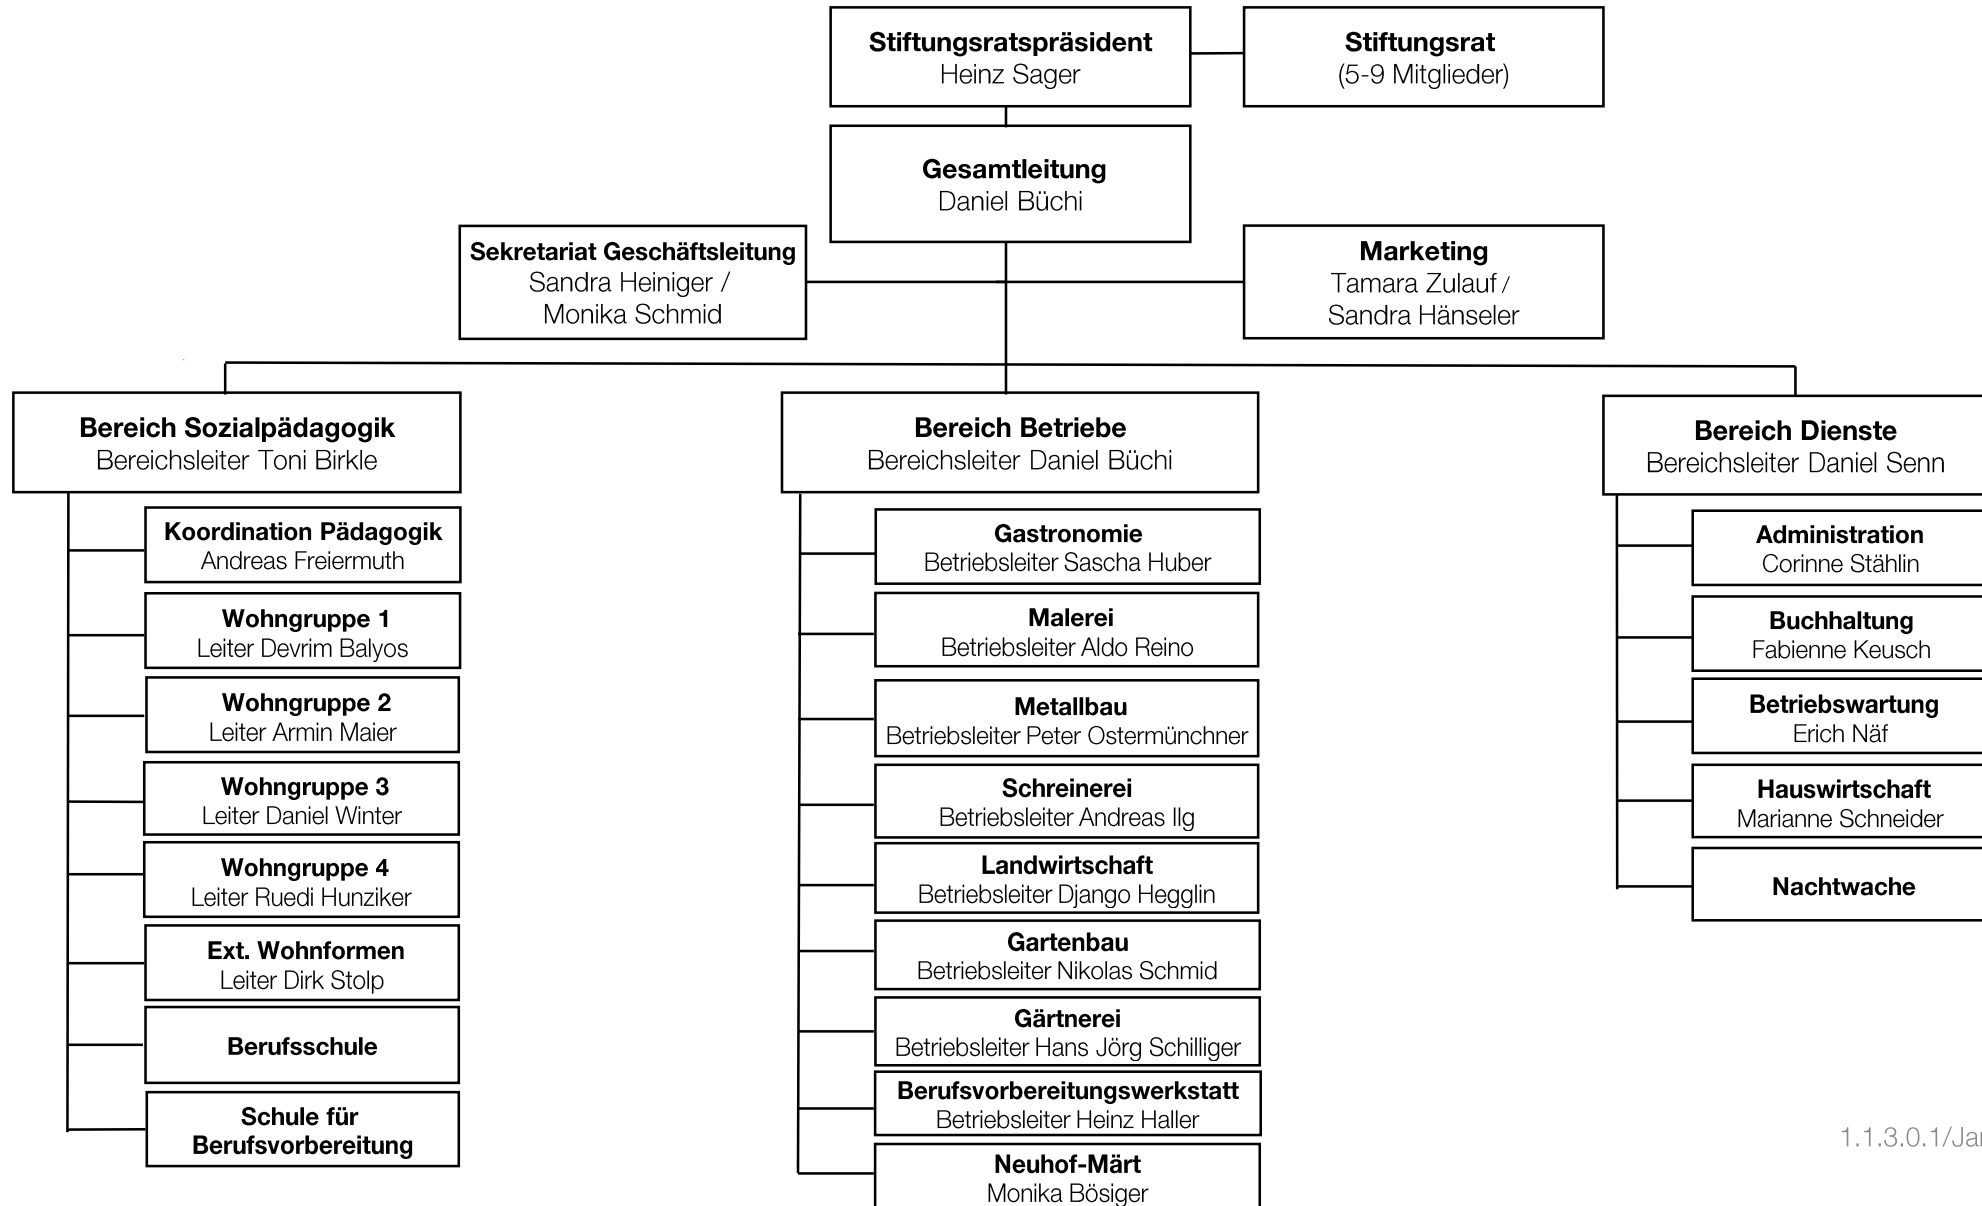 Stiftungsratspräsident
Heinz Sager
Stiftungsrat
(5-9 Mitglieder)
Gesamtleitung
Daniel Büchi
Sekretariat Geschäftsleitung
Sandra Heiniger /
Monika Schmid
Marketing
Tamara Zulauf /
Sandra Hänseler
Bereich Sozialpädagogik
Bereichsleiter Toni Birkle
Koordination Pädagogik
Andreas Freiermuth
Wohngruppe 1
Leiter Devrim Balyos
Wohngruppe 2
Leiter Armin Maier
Wohngruppe 3
Leiter Daniel Winter
Wohngruppe 4
Leiter Ruedi Hunziker
Ext. Wohnformen
Leiter Dirk Stolp
Berufsschule
Schule für
Berufsvorbereitung
Bereich Betriebe
Bereichsleiter Daniel Büchi
Gastronomie
Betriebsleiter Sascha Huber
Malerei
Betriebsleiter Aldo Reino
Metallbau
Betriebsleiter Peter Ostermünchner
Schreinerei
Betriebsleiter Andreas Ilg
Landwirtschaft
Betriebsleiter Django Hegglin
Gartenbau
Betriebsleiter Nikolas Schmid
Gärtnerei
Betriebsleiter Hans Jörg Schilliger
Berufsvorbereitungswerkstatt
Betriebsleiter Heinz Haller
Neuhof-Märt
Monika Bösiger
Bereich Dienste
Bereichsleiter Daniel Senn
Administration
Corinne Stählin
Buchhaltung
Fabienne Keusch
Betriebswartung
Erich Näf
Hauswirtschaft
Marianne Schneider
Nachtwache
1.1.3.0.1/Jan